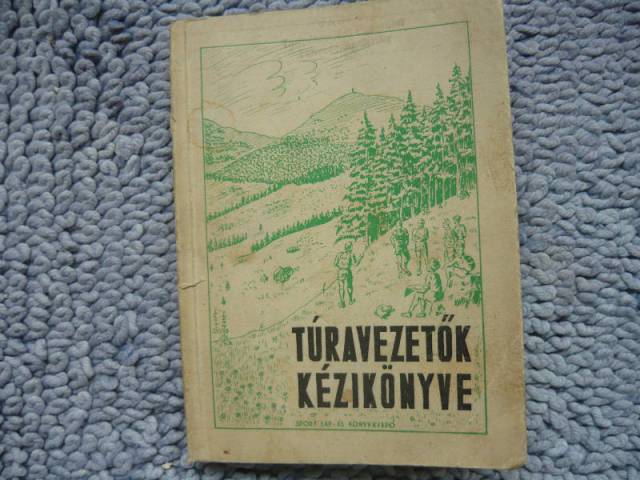 TÚRAVEZETŐK
KÉZIKÖNYVE
SPORT LAP- ÉS KÖNYVKIADÓ